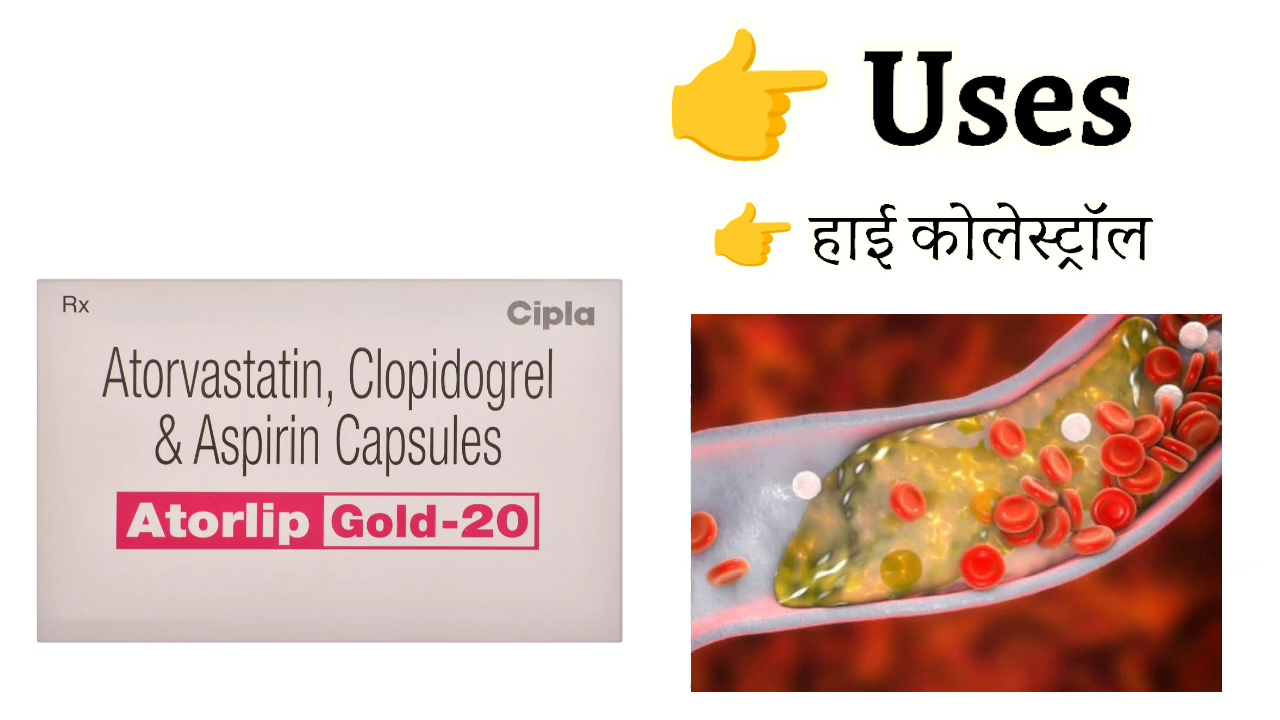 👉 Uses
👉 हाई कोलेस्ट्रॉल
Rx
Cipla
Atorvastatin, Clopidogrel
& Aspirin Capsules
Atorlip Gold-20